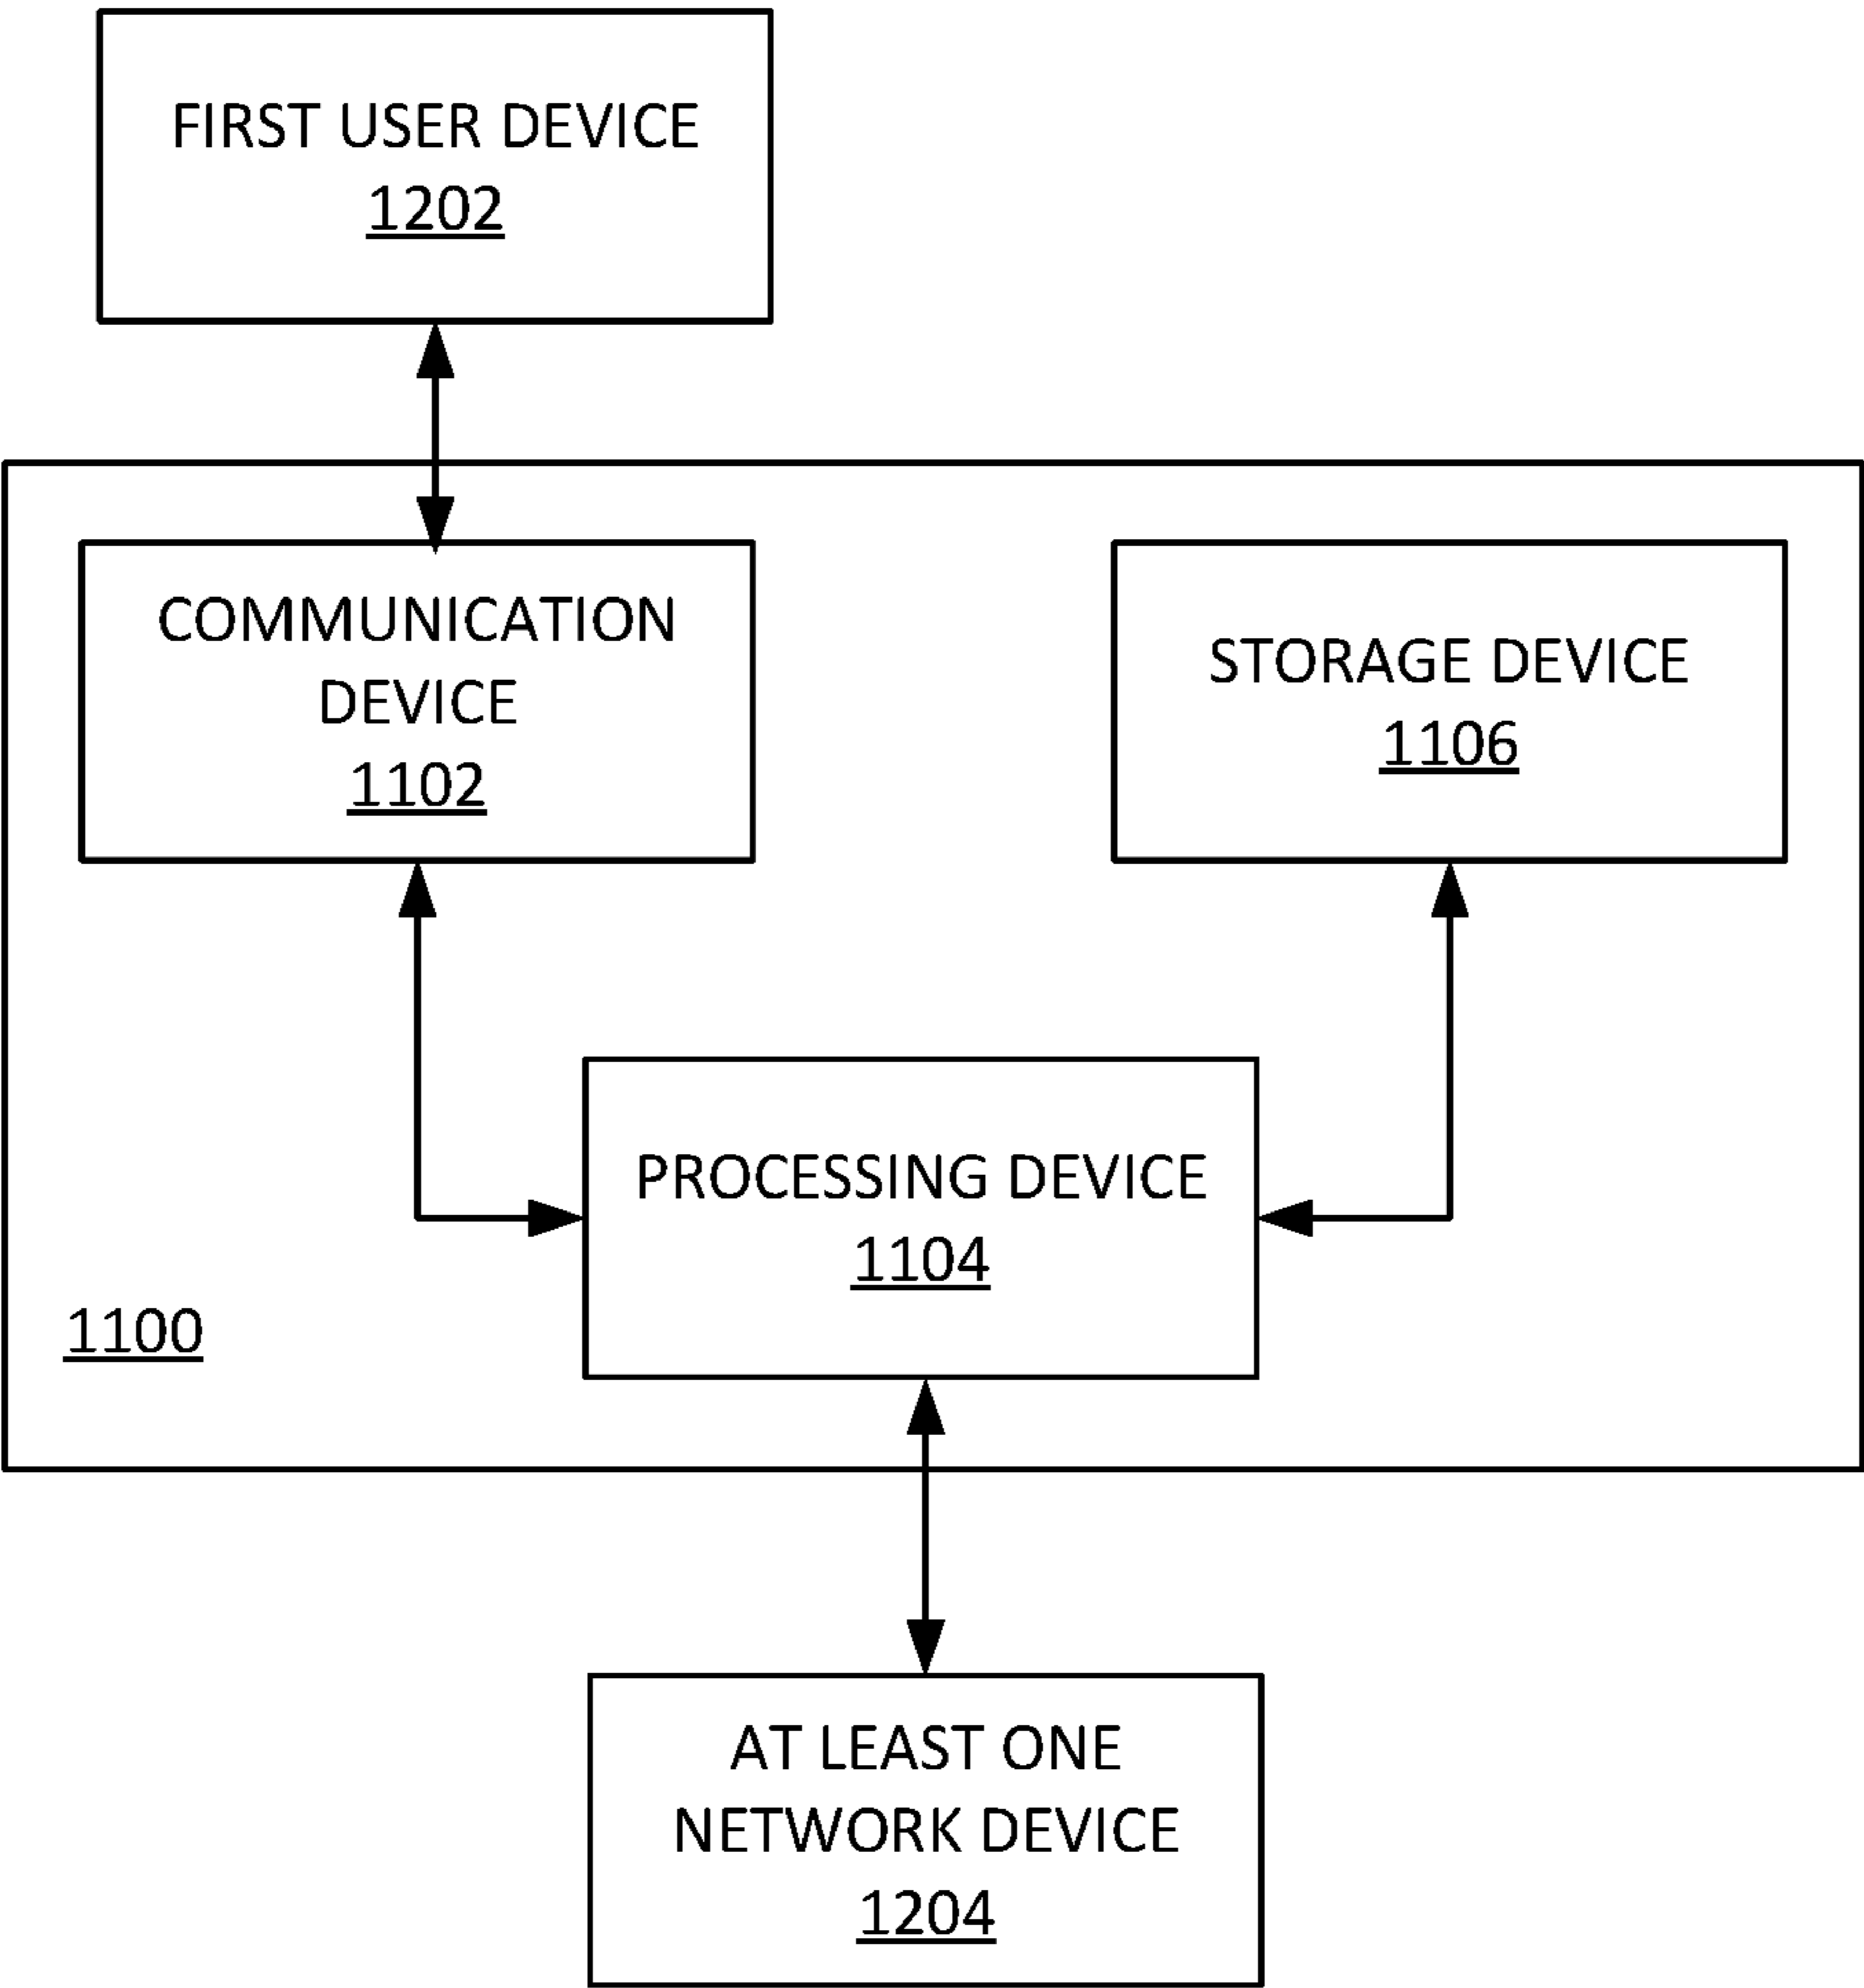 FIRST USER DEVICE
1202
COMMUNICATION
DEVICE
1102
STORAGE DEVICE
1106
PROCESSING DEVICE
1104
1100
AT LEAST ONE
NETWORK DEVICE
1204